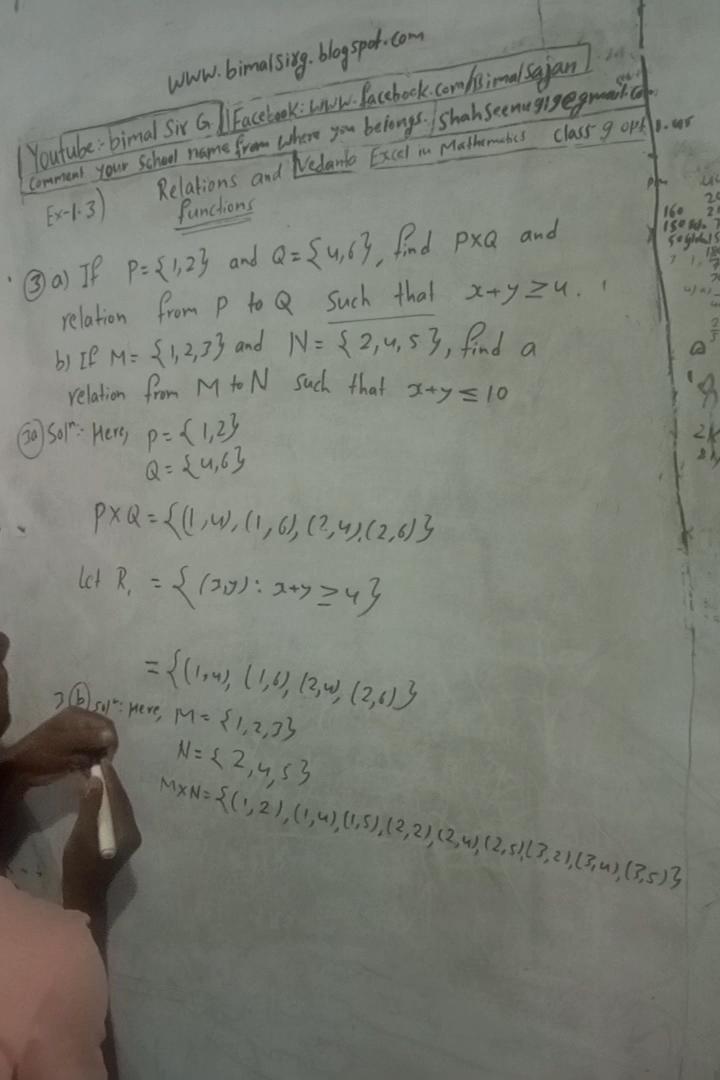 www.bimalsirg.blogspot.com
Youtube:- bimal Sir G Facebook: www.facebook.com/Bimalsajan
comment your school name from where you belongs. shahseenu919@gmail.com
Ex-1.3) Relations and Vedanta Excel in Mathematics class 9 opt
functions
③ a) If P={1,2} and Q={4,6}, find PXQ and
relation from P to Q such that x+y≥4.
b) If M= {1,2,3} and N= {2,4,5}, find a
relation from M to N such that x+y≤10
3a) Solⁿ:- Here, P={1,2}
Q={4,6}
PXQ={(1,4),(1,6),(2,4),(2,6)}
Let R₁ = {(x,y): x+y≥4}
={(1,4),(1,6),(2,4),(2,6)}
3 b) Solⁿ: Here, M= {1,2,3}
N={2,4,5}
MXN={(1,2),(1,4),(1,5),(2,2),(2,4),(2,5)(3,2),(3,4),(3,5)}
160
150